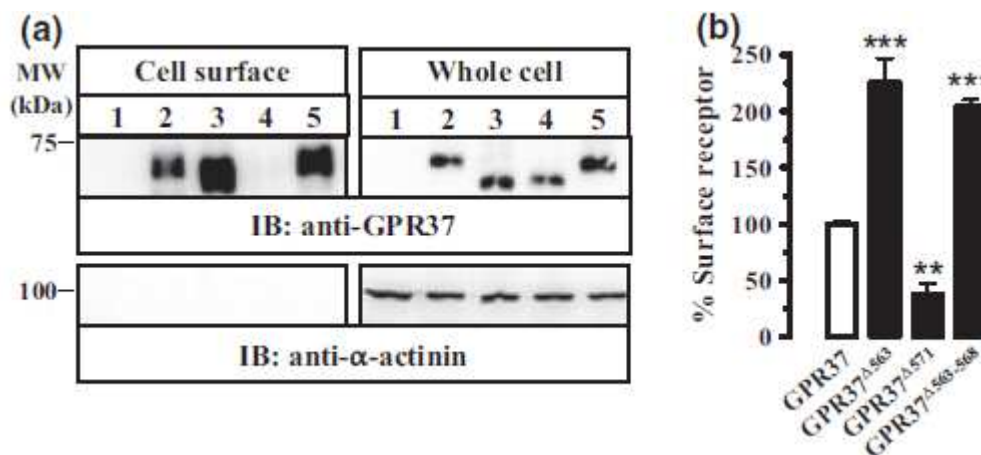 (a)
MW
(kDa)
Cell surface
Whole cell
1 2 3 4 5
1 2 3 4 5
75
IB: anti-GPR37
100
IB: anti-α-actinin
(b)
% Surface receptor
250
200
150
100
50
0
***
**
***
GPR37
GPR37Δ563
GPR37Δ571
GPR37Δ563-568